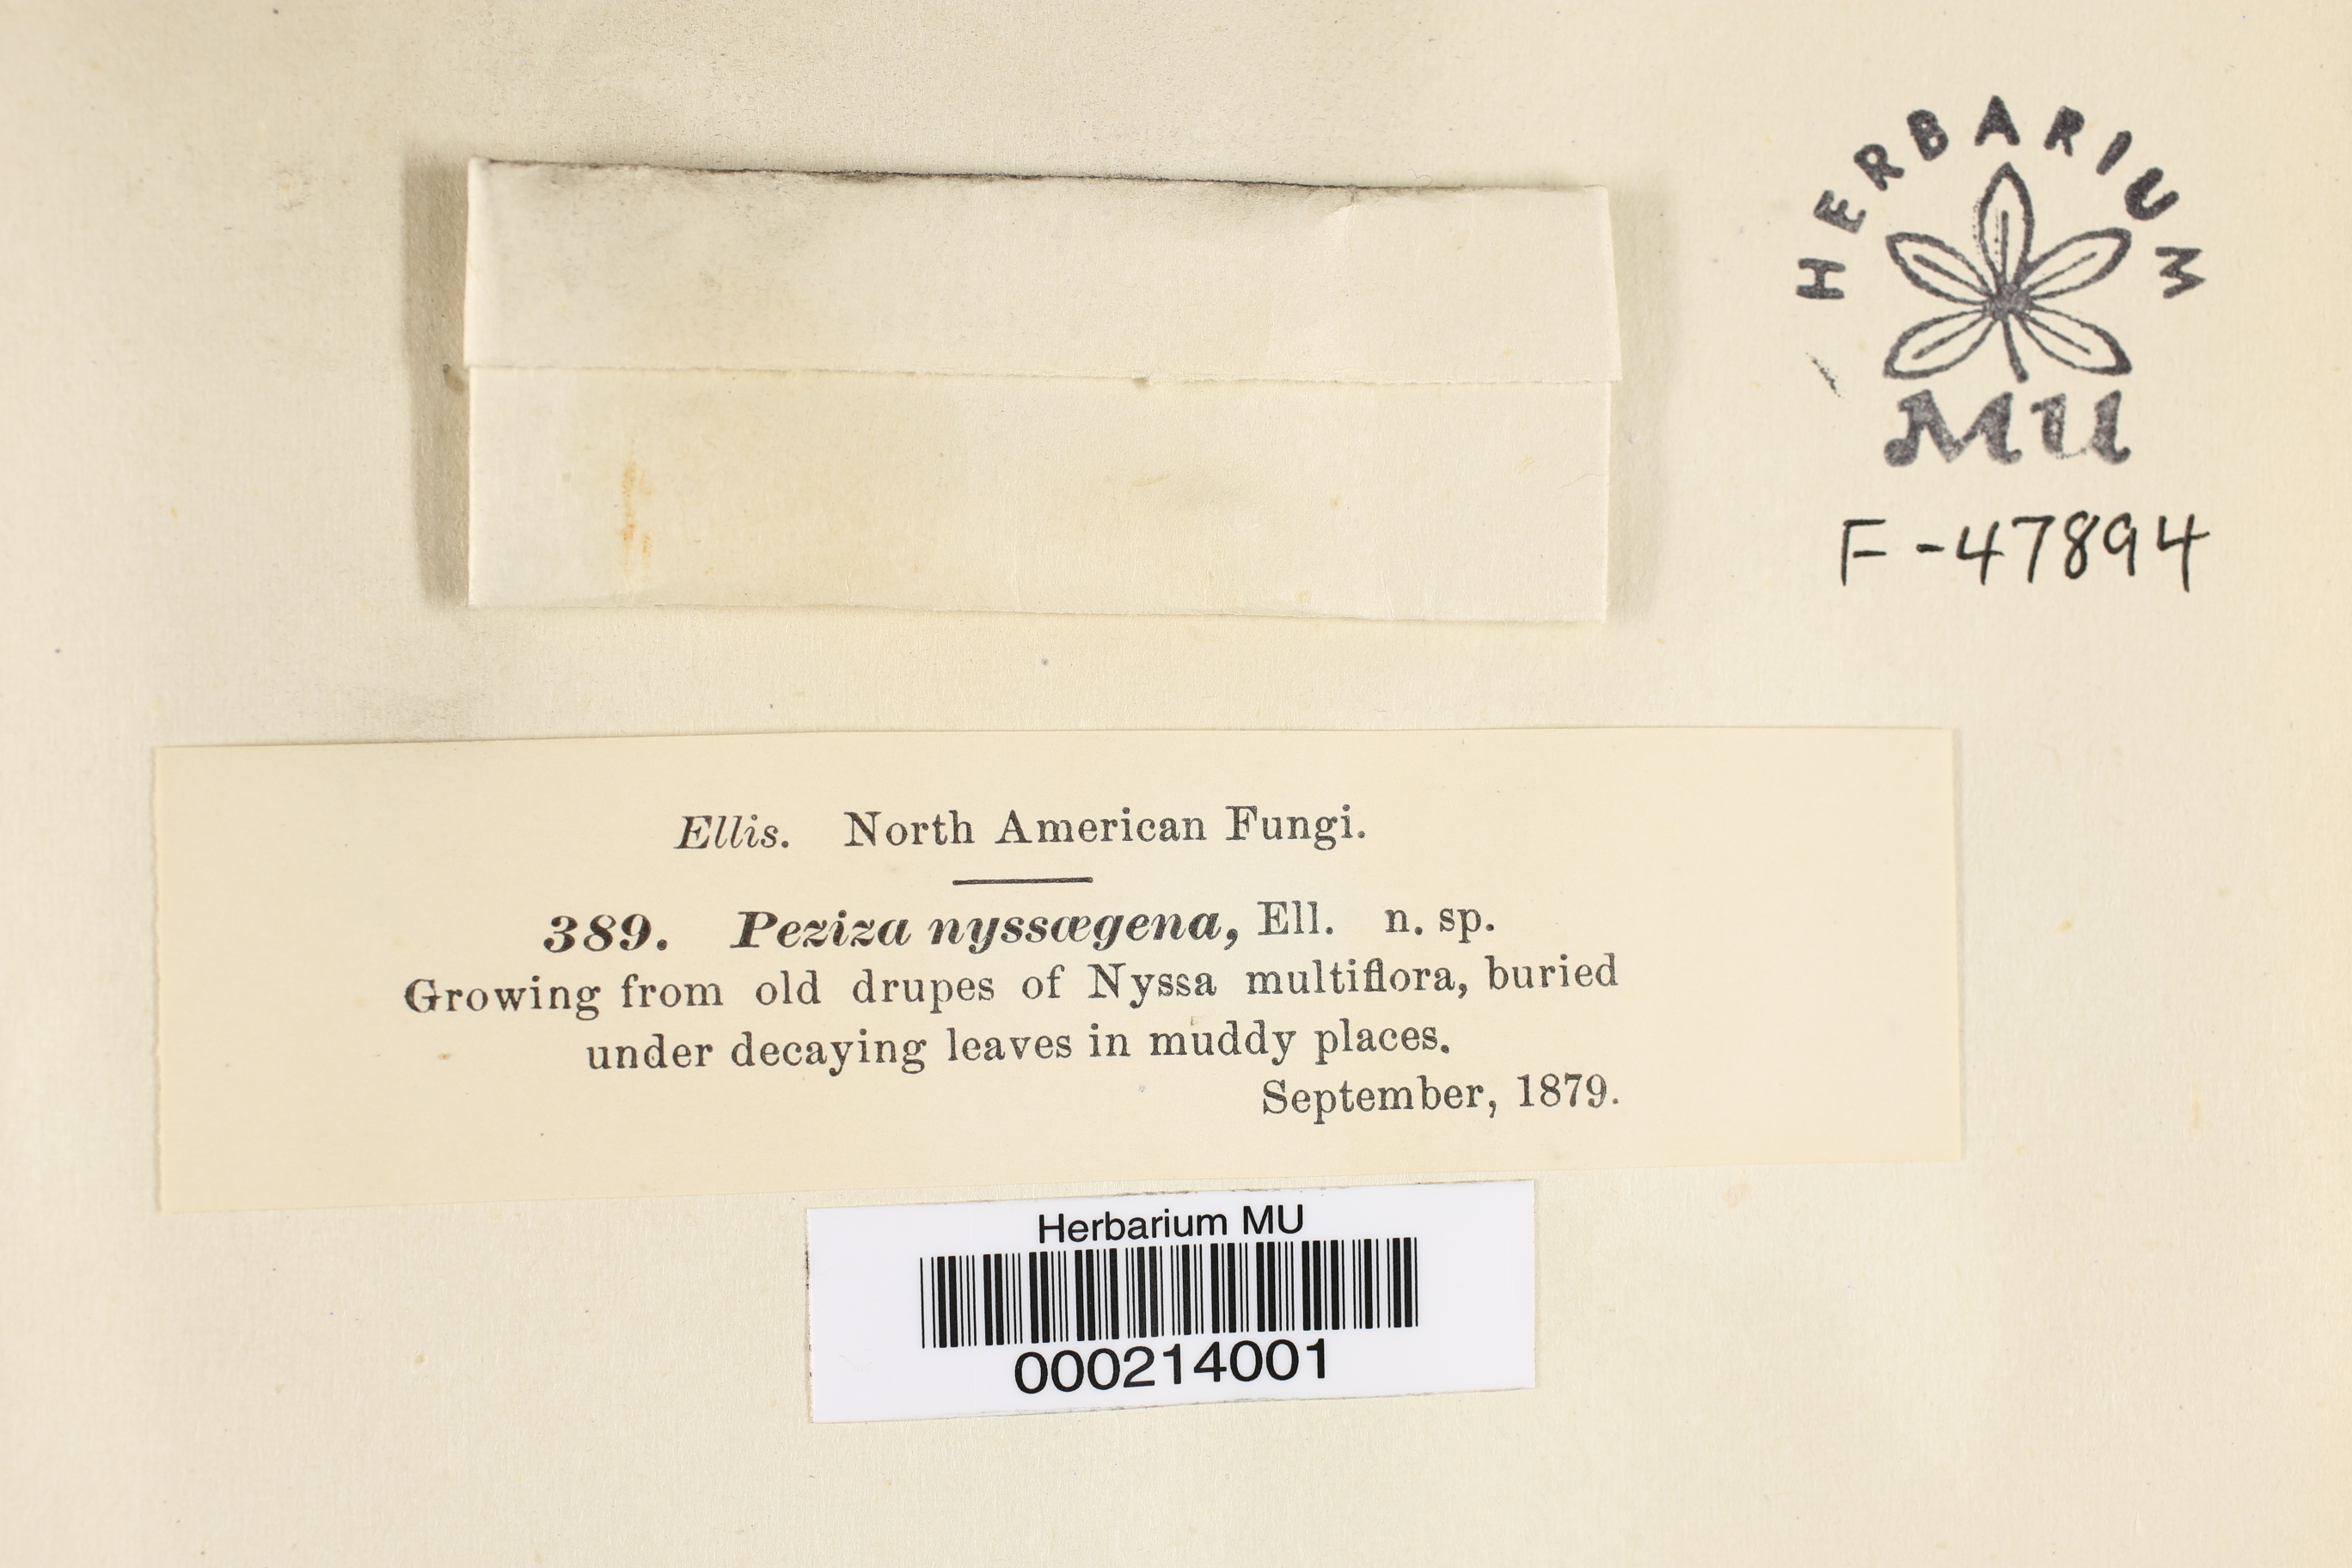 HERBARIUM
MU
F-47894
Ellis. North American Fungi.
389. Peziza nyssægena, Ell. n. sp.
Growing from old drupes of Nyssa multiflora, buried
under decaying leaves in muddy places.
September, 1879.
Herbarium MU
000214001